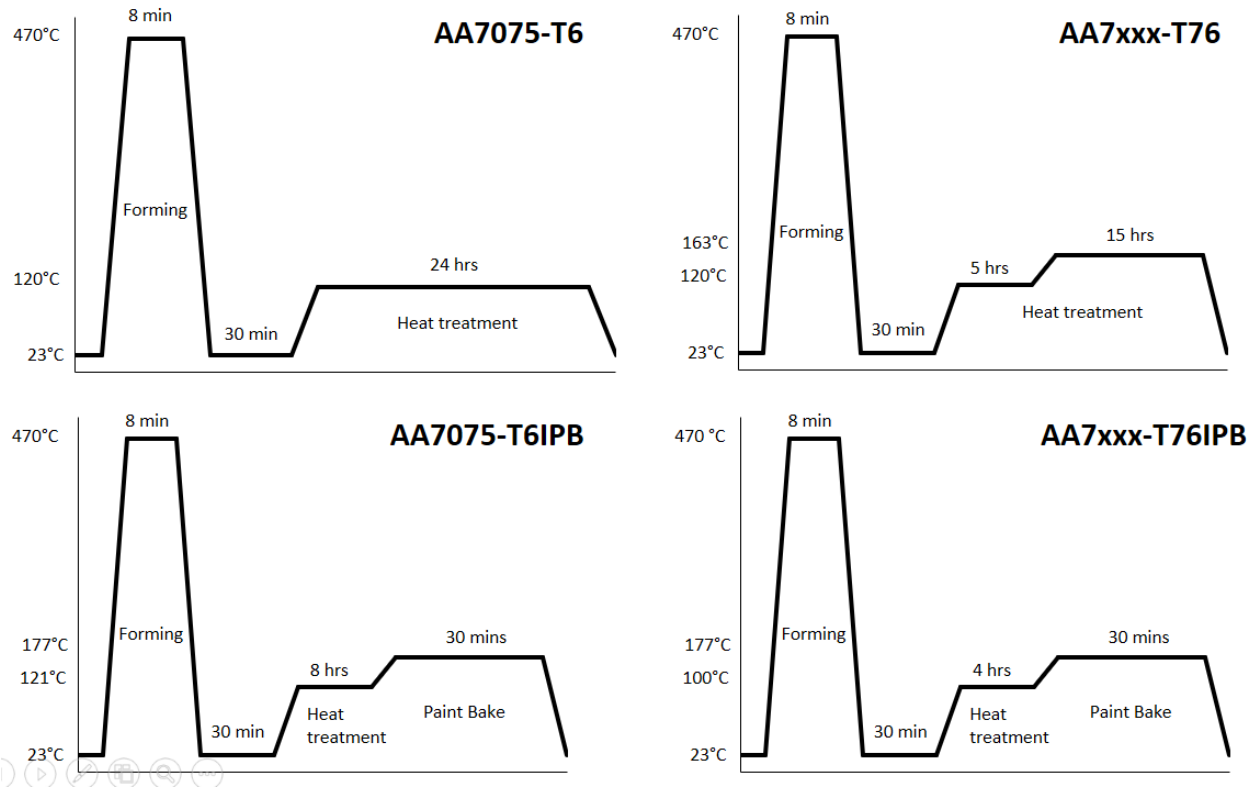 AA7075-T6
8 min
470°C
Forming
120°C
24 hrs
Heat treatment
30 min
23°C
AA7xxx-T76
8 min
470°C
Forming
163°C
120°C
15 hrs
5 hrs
Heat treatment
30 min
23°C
AA7075-T6IPB
8 min
470°C
Forming
177°C
121°C
30 mins
8 hrs
Heat
treatment
Paint Bake
30 min
23°C
AA7xxx-T76IPB
8 min
470 °C
Forming
177°C
100°C
30 mins
4 hrs
Heat
treatment
Paint Bake
30 min
23°C